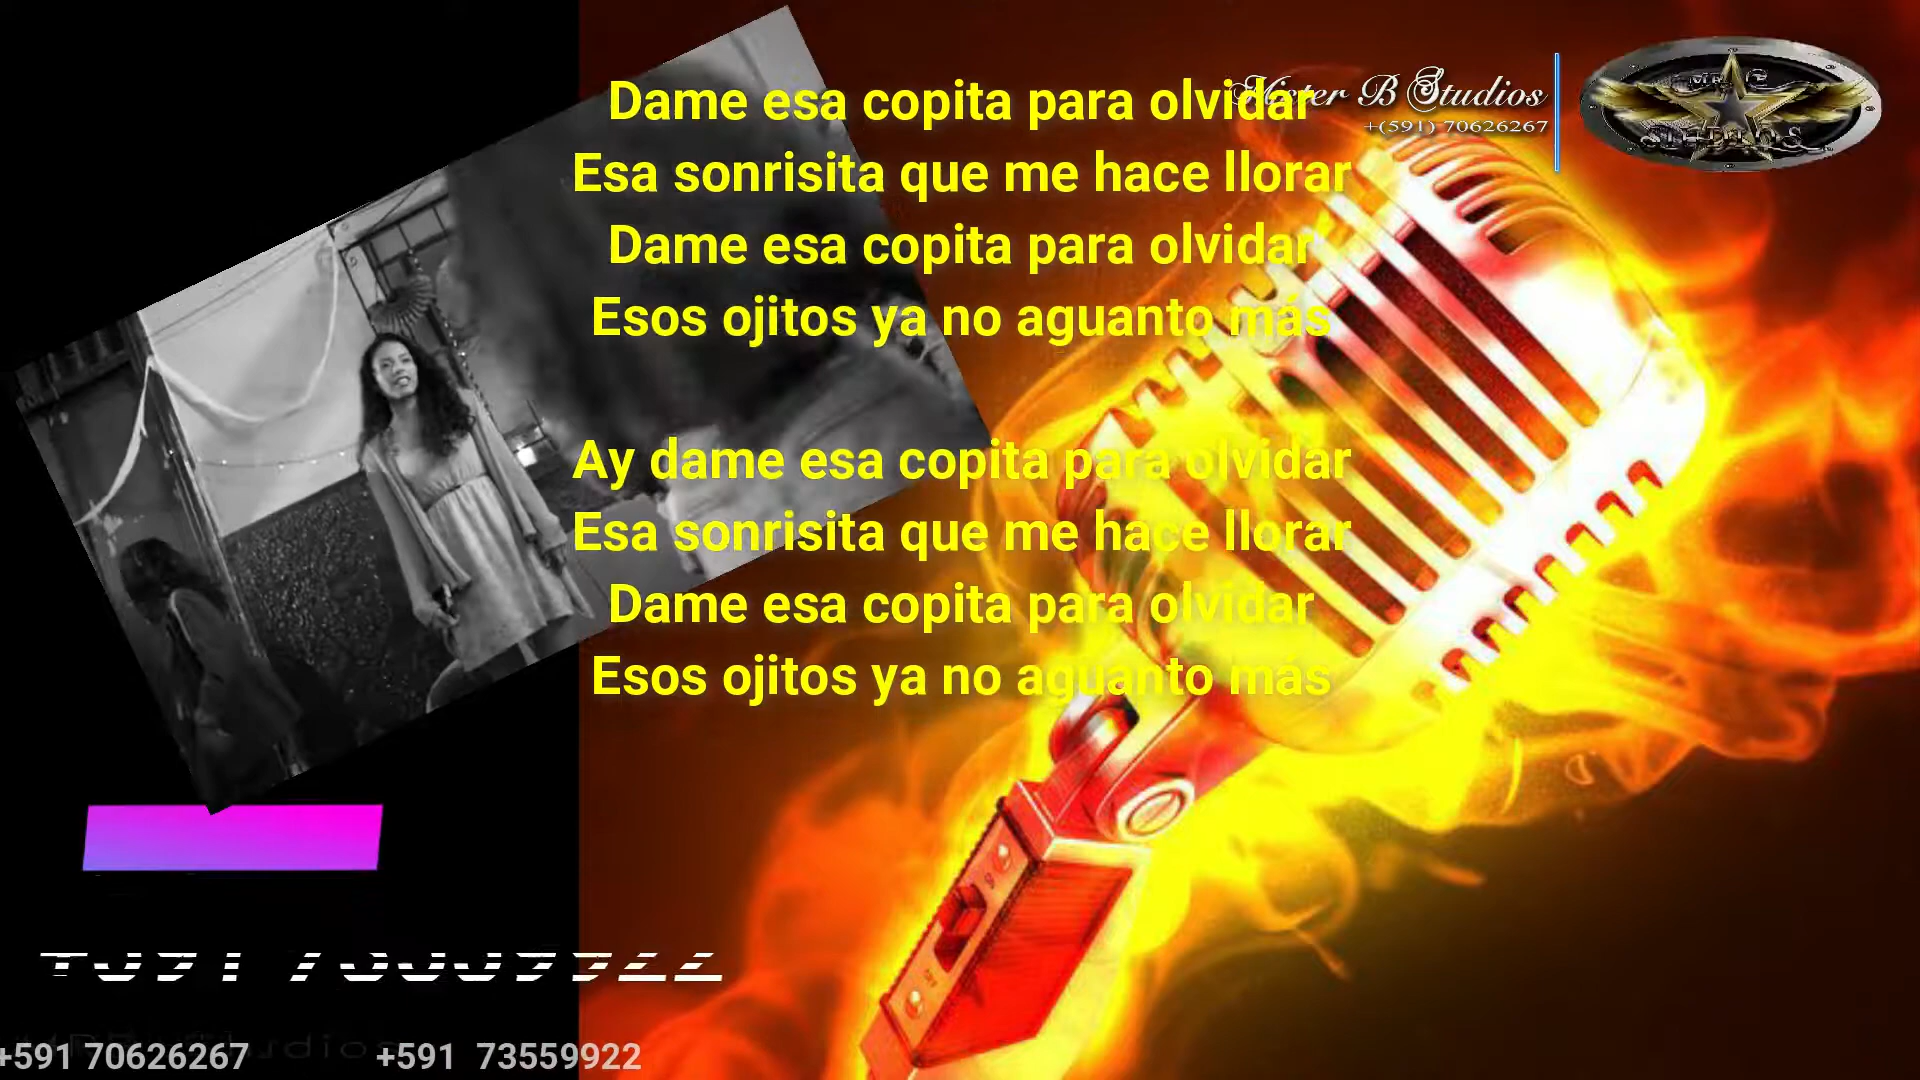 Dame esa copita para olvidar
Esa sonrisita que me hace llorar
Dame esa copita para olvidar
Esos ojitos ya no aguanto más
Ay dame esa copita para olvidar
Esa sonrisita que me hace llorar
Dame esa copita para olvidar
Esos ojitos ya no aguanto más
Mister B Studios
+(591) 70626267
+591 70626267 +591 73559922